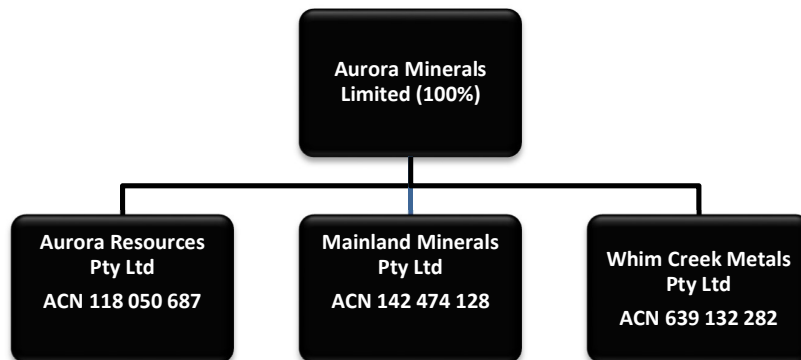 Aurora Minerals
Limited (100%)
Aurora Resources
Pty Ltd
ACN 118 050 687
Mainland Minerals
Pty Ltd
ACN 142 474 128
Whim Creek Metals
Pty Ltd
ACN 639 132 282